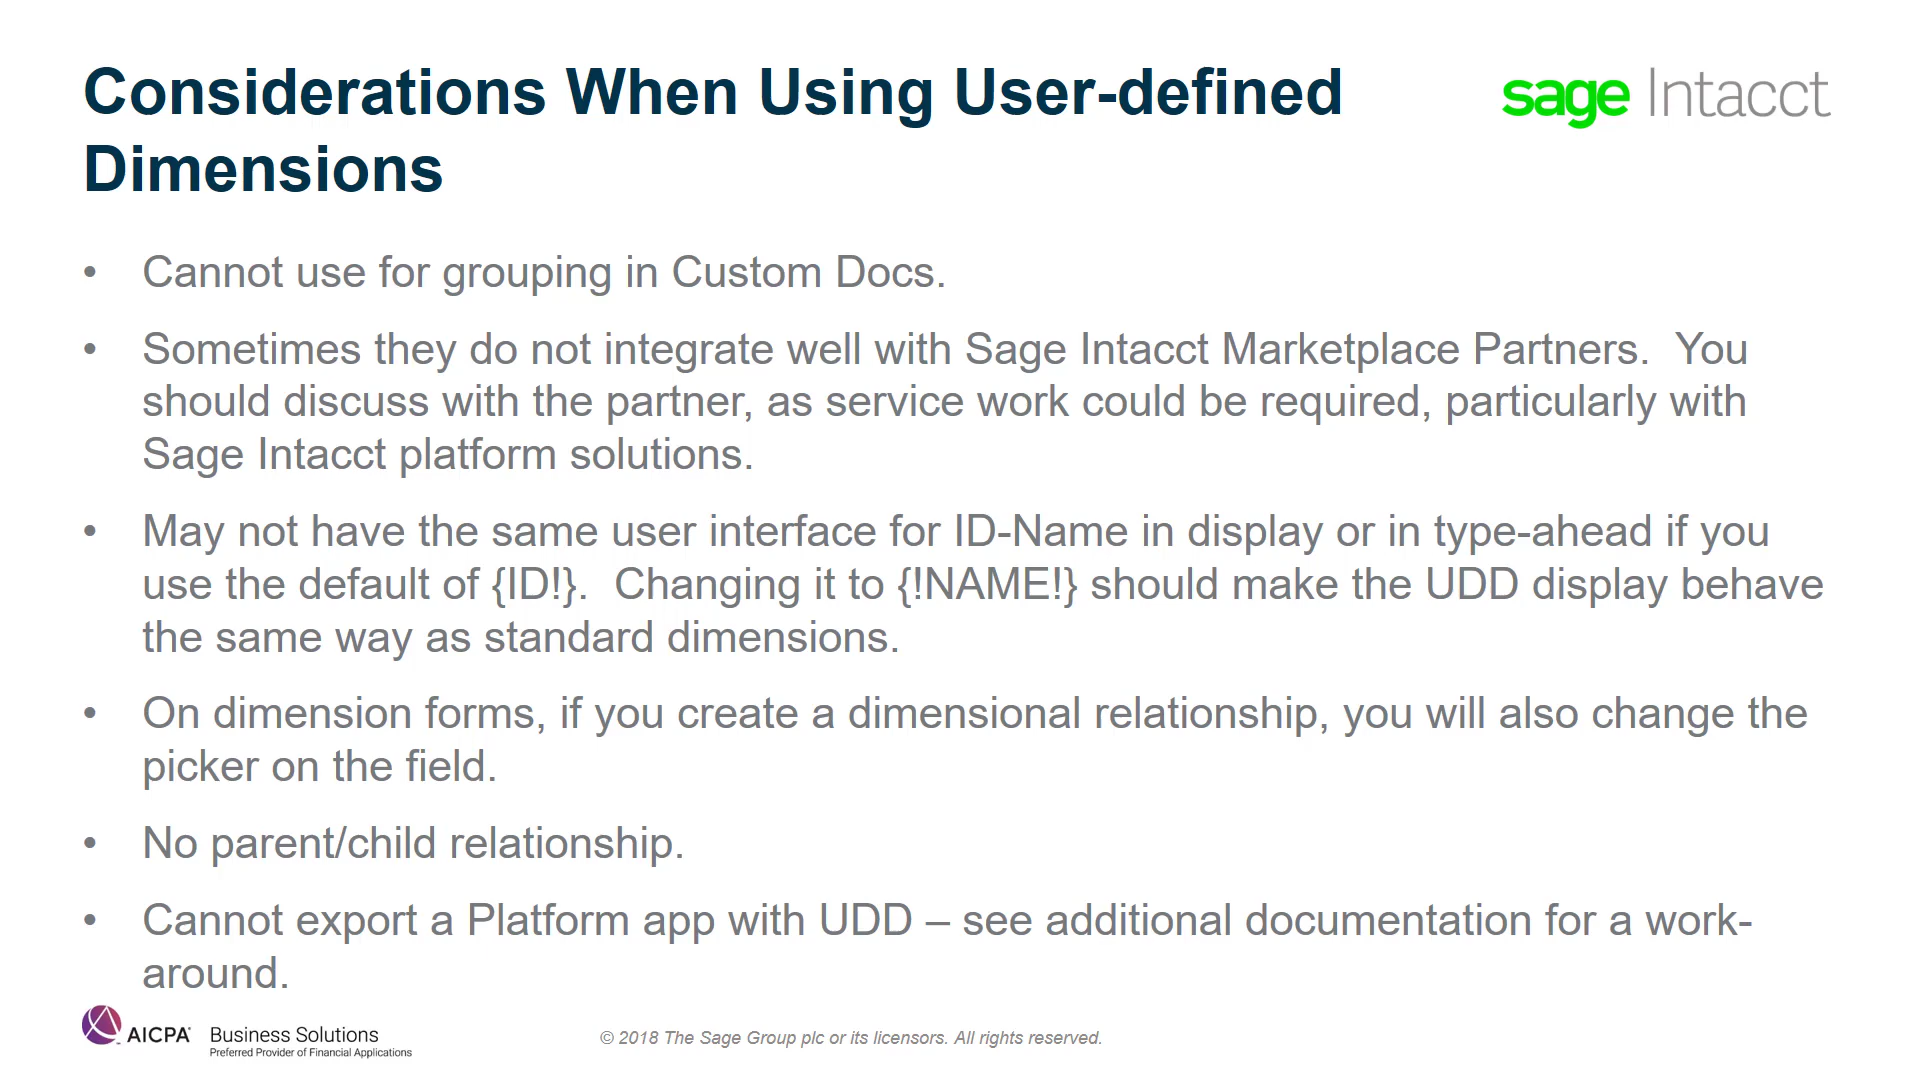 Considerations When Using User-defined
Dimensions
sage Intacct
• Cannot use for grouping in Custom Docs.
• Sometimes they do not integrate well with Sage Intacct Marketplace Partners.  You
should discuss with the partner, as service work could be required, particularly with
Sage Intacct platform solutions.
• May not have the same user interface for ID-Name in display or in type-ahead if you
use the default of {ID!}.  Changing it to {!NAME!} should make the UDD display behave
the same way as standard dimensions.
• On dimension forms, if you create a dimensional relationship, you will also change the
picker on the field.
• No parent/child relationship.
• Cannot export a Platform app with UDD – see additional documentation for a work-
around.
AICPA Business Solutions
Preferred Provider of Financial Applications
© 2018 The Sage Group plc or its licensors. All rights reserved.